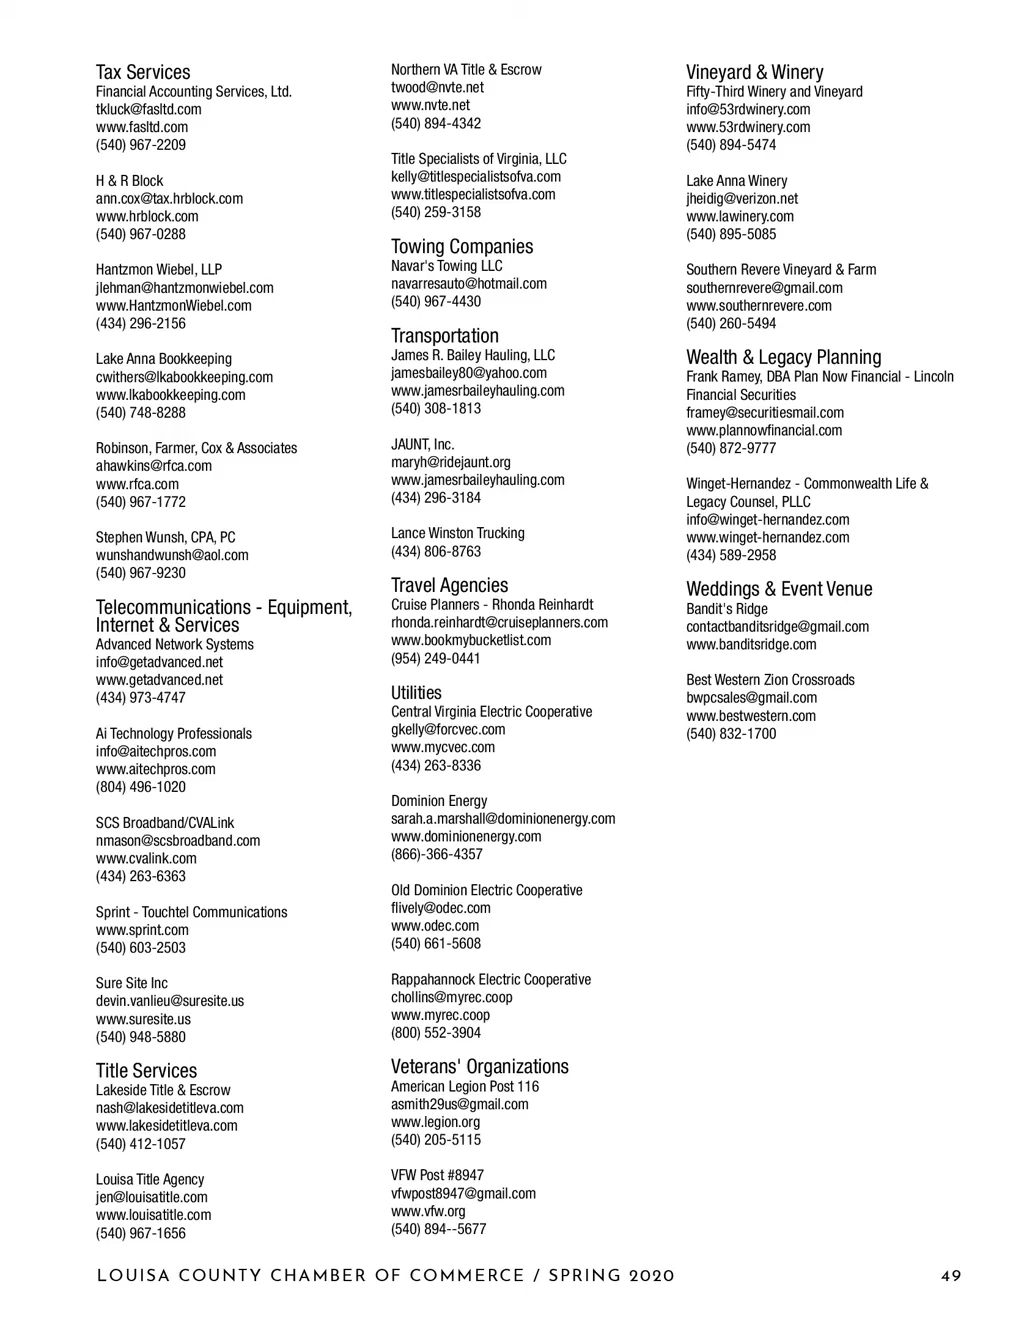 Tax Services
Financial Accounting Services, Ltd.
tkluck@fasltd.com
www.fasltd.com
(540) 967-2209
H & R Block
ann.cox@tax.hrblock.com
www.hrblock.com
(540) 967-0288
Hantzmon Wiebel, LLP
jlehman@hantzmonwiebel.com
www.HantzmonWiebel.com
(434) 296-2156
Lake Anna Bookkeeping
cwithers@lkabookkeeping.com
www.lkabookkeeping.com
(540) 748-8288
Robinson, Farmer, Cox & Associates
ahawkins@rfca.com
www.rfca.com
(540) 967-1772
Stephen Wunsh, CPA, PC
wunshandwunsh@aol.com
(540) 967-9230
Telecommunications - Equipment,
Internet & Services
Advanced Network Systems
info@getadvanced.net
www.getadvanced.net
(434) 973-4747
Ai Technology Professionals
info@aitechpros.com
www.aitechpros.com
(804) 496-1020
SCS Broadband/CVALink
nmason@scsbroadband.com
www.cvalink.com
(434) 263-6363
Sprint - Touchtel Communications
www.sprint.com
(540) 603-2503
Sure Site Inc
devin.vanlieu@suresite.us
www.suresite.us
(540) 948-5880
Title Services
Lakeside Title & Escrow
nash@lakesidetitleva.com
www.lakesidetitleva.com
(540) 412-1057
Louisa Title Agency
jen@louisatitle.com
www.louisatitle.com
(540) 967-1656
Northern VA Title & Escrow
twood@nvte.net
www.nvte.net
(540) 894-4342
Title Specialists of Virginia, LLC
kelly@titlespecialistsofva.com
www.titlespecialistsofva.com
(540) 259-3158
Towing Companies
Navar's Towing LLC
navarresauto@hotmail.com
(540) 967-4430
Transportation
James R. Bailey Hauling, LLC
jamesbailey80@yahoo.com
www.jamesrbaileyhauling.com
(540) 308-1813
JAUNT, Inc.
maryh@ridejaunt.org
www.jamesrbaileyhauling.com
(434) 296-3184
Lance Winston Trucking
(434) 806-8763
Travel Agencies
Cruise Planners - Rhonda Reinhardt
rhonda.reinhardt@cruiseplanners.com
www.bookmybucketlist.com
(954) 249-0441
Utilities
Central Virginia Electric Cooperative
gkelly@forcvec.com
www.mycvec.com
(434) 263-8336
Dominion Energy
sarah.a.marshall@dominionenergy.com
www.dominionenergy.com
(866)-366-4357
Old Dominion Electric Cooperative
flively@odec.com
www.odec.com
(540) 661-5608
Rappahannock Electric Cooperative
chollins@myrec.coop
www.myrec.coop
(800) 552-3904
Veterans' Organizations
American Legion Post 116
asmith29us@gmail.com
www.legion.org
(540) 205-5115
VFW Post #8947
vfwpost8947@gmail.com
www.vfw.org
(540) 894--5677
Vineyard & Winery
Fifty-Third Winery and Vineyard
info@53rdwinery.com
www.53rdwinery.com
(540) 894-5474
Lake Anna Winery
jheidig@verizon.net
www.lawinery.com
(540) 895-5085
Southern Revere Vineyard & Farm
southernrevere@gmail.com
www.southernrevere.com
(540) 260-5494
Wealth & Legacy Planning
Frank Ramey, DBA Plan Now Financial - Lincoln
Financial Securities
framey@securitiesmail.com
www.plannowfinancial.com
(540) 872-9777
Winget-Hernandez - Commonwealth Life &
Legacy Counsel, PLLC
info@winget-hernandez.com
www.winget-hernandez.com
(434) 589-2958
Weddings & Event Venue
Bandit's Ridge
contactbanditsridge@gmail.com
www.banditsridge.com
Best Western Zion Crossroads
bwpcsales@gmail.com
www.bestwestern.com
(540) 832-1700
LOUISA COUNTY CHAMBER OF COMMERCE / SPRING 2020
49